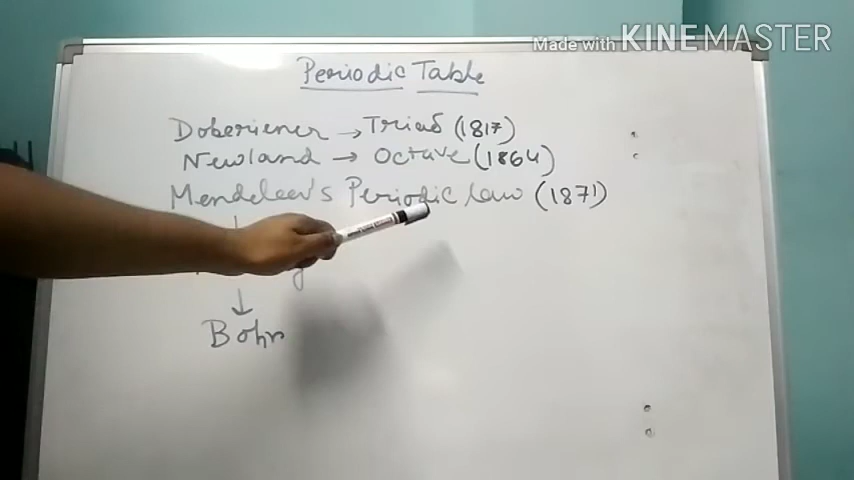 Made with KINEMASTER
Periodic Table
Doberiener → Triad (1817)
Newland → Octave (1864)
Mendeleev's Periodic law (1871)
↓
Bohr